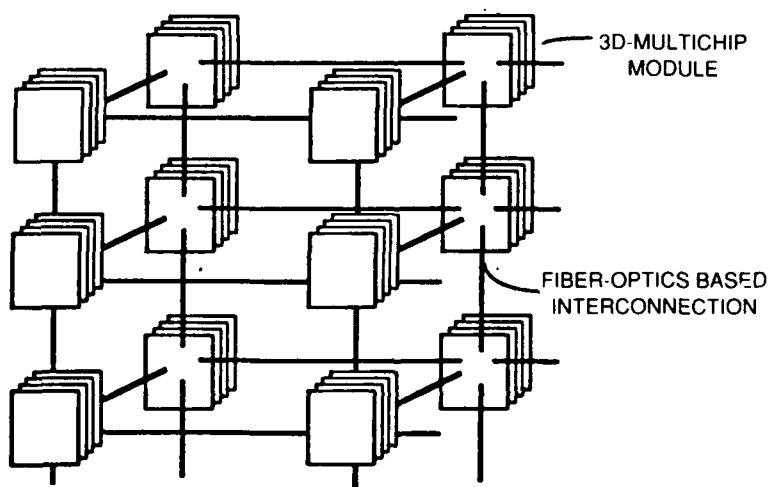 3D-MULTICHIP
MODULE
FIBER-OPTICS BASED
INTERCONNECTION